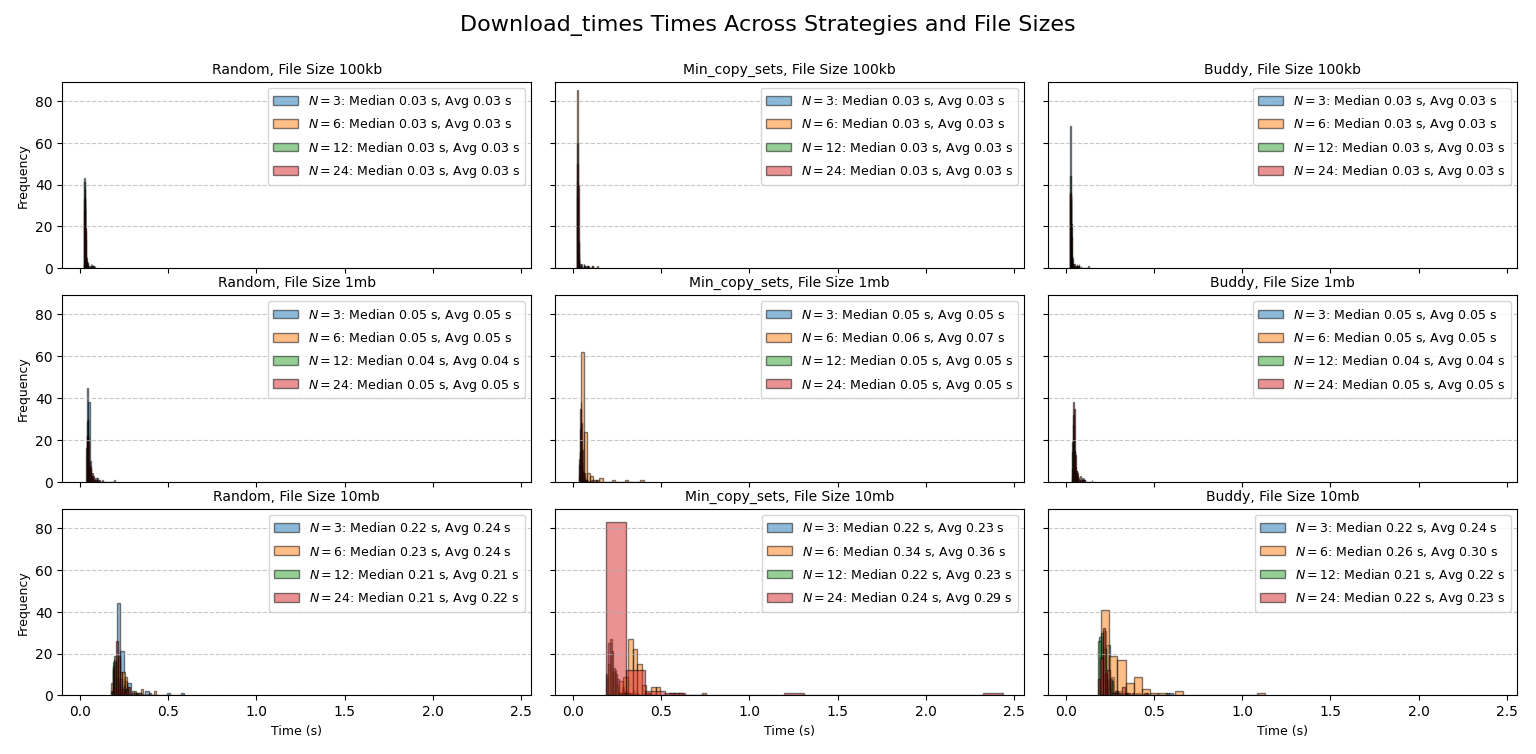 Download_times Times Across Strategies and File Sizes
Random, File Size 100kb
Min_copy_sets, File Size 100kb
Buddy, File Size 100kb
Frequency
80
60
40
20
0
N = 3: Median 0.03 s, Avg 0.03 s
N = 6: Median 0.03 s, Avg 0.03 s
N = 12: Median 0.03 s, Avg 0.03 s
N = 24: Median 0.03 s, Avg 0.03 s
N = 3: Median 0.03 s, Avg 0.03 s
N = 6: Median 0.03 s, Avg 0.03 s
N = 12: Median 0.03 s, Avg 0.03 s
N = 24: Median 0.03 s, Avg 0.03 s
N = 3: Median 0.03 s, Avg 0.03 s
N = 6: Median 0.03 s, Avg 0.03 s
N = 12: Median 0.03 s, Avg 0.03 s
N = 24: Median 0.03 s, Avg 0.03 s
Random, File Size 1mb
Min_copy_sets, File Size 1mb
Buddy, File Size 1mb
Frequency
80
60
40
20
0
N = 3: Median 0.05 s, Avg 0.05 s
N = 6: Median 0.05 s, Avg 0.05 s
N = 12: Median 0.04 s, Avg 0.04 s
N = 24: Median 0.05 s, Avg 0.05 s
N = 3: Median 0.05 s, Avg 0.05 s
N = 6: Median 0.06 s, Avg 0.07 s
N = 12: Median 0.05 s, Avg 0.05 s
N = 24: Median 0.05 s, Avg 0.05 s
N = 3: Median 0.05 s, Avg 0.05 s
N = 6: Median 0.05 s, Avg 0.05 s
N = 12: Median 0.04 s, Avg 0.04 s
N = 24: Median 0.05 s, Avg 0.05 s
Random, File Size 10mb
Min_copy_sets, File Size 10mb
Buddy, File Size 10mb
Frequency
80
60
40
20
0
N = 3: Median 0.22 s, Avg 0.24 s
N = 6: Median 0.23 s, Avg 0.24 s
N = 12: Median 0.21 s, Avg 0.21 s
N = 24: Median 0.21 s, Avg 0.22 s
N = 3: Median 0.22 s, Avg 0.23 s
N = 6: Median 0.34 s, Avg 0.36 s
N = 12: Median 0.22 s, Avg 0.23 s
N = 24: Median 0.24 s, Avg 0.29 s
N = 3: Median 0.22 s, Avg 0.24 s
N = 6: Median 0.26 s, Avg 0.30 s
N = 12: Median 0.21 s, Avg 0.22 s
N = 24: Median 0.22 s, Avg 0.23 s
0.0 0.5 1.0 1.5 2.0 2.5
0.0 0.5 1.0 1.5 2.0 2.5
0.0 0.5 1.0 1.5 2.0 2.5
Time (s)
Time (s)
Time (s)